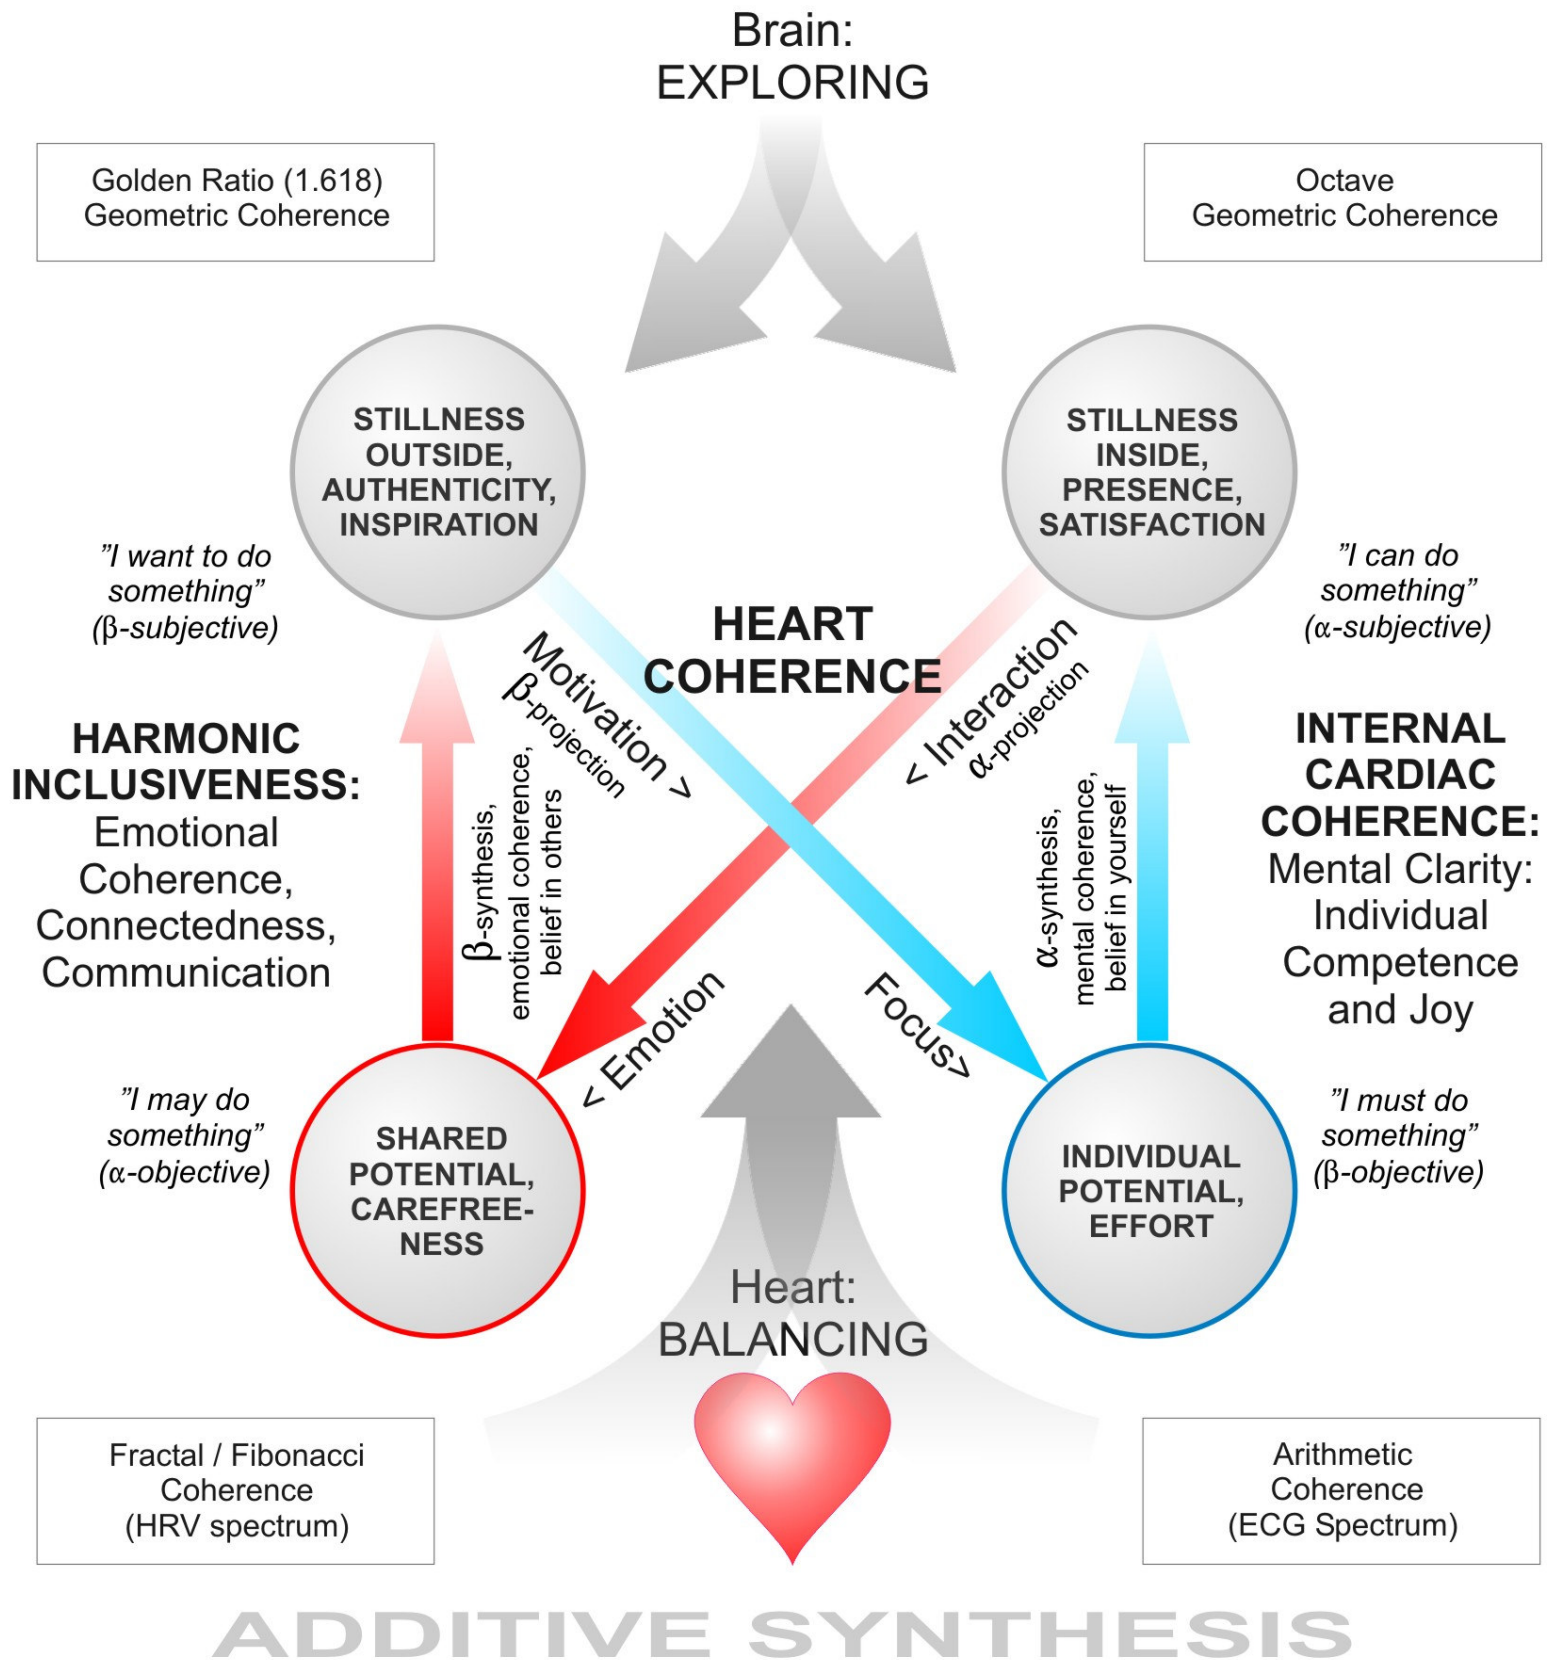 Brain:
EXPLORING
Golden Ratio (1.618)
Geometric Coherence
Octave
Geometric Coherence
STILLNESS
OUTSIDE,
AUTHENTICITY,
INSPIRATION
STILLNESS
INSIDE,
PRESENCE,
SATISFACTION
”I want to do
something”
(β-subjective)
”I can do
something”
(α-subjective)
HEART
COHERENCE
Motivation >
β-projection
< Interaction
α-projection
HARMONIC
INCLUSIVENESS:
Emotional
Coherence,
Connectedness,
Communication
β-synthesis,
emotional coherence,
belief in others
α-synthesis,
mental coherence,
belief in yourself
INTERNAL
CARDIAC
COHERENCE:
Mental Clarity:
Individual
Competence
and Joy
< Emotion
Focus>
”I may do
something”
(α-objective)
”I must do
something”
(β-objective)
SHARED
POTENTIAL,
CAREFREE-
NESS
INDIVIDUAL
POTENTIAL,
EFFORT
Heart:
BALANCING
Fractal / Fibonacci
Coherence
(HRV spectrum)
Arithmetic
Coherence
(ECG Spectrum)
ADDITIVE SYNTHESIS